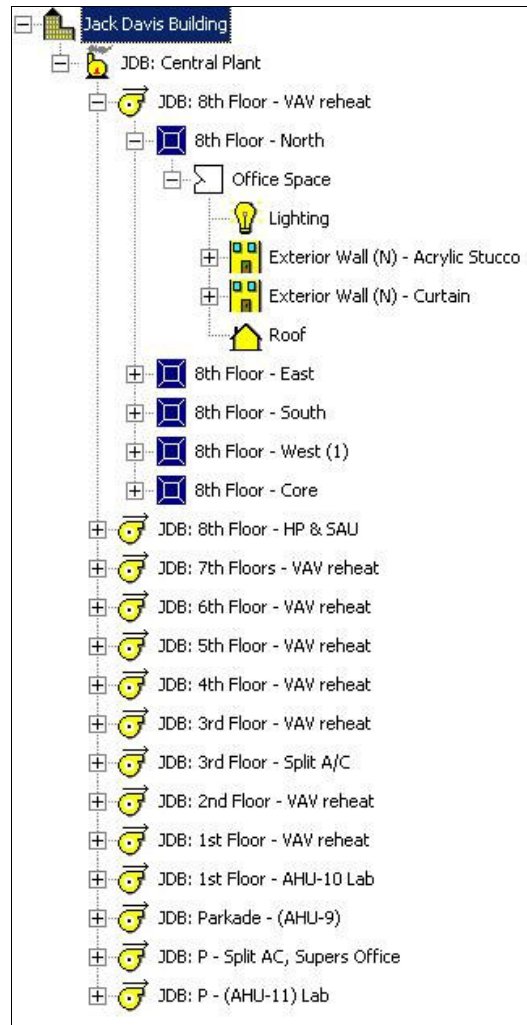 Jack Davis Building
JDB: Central Plant
JDB: 8th Floor - VAV reheat
8th Floor - North
Office Space
Lighting
Exterior Wall (N) - Acrylic Stucco
Exterior Wall (N) - Curtain
Roof
8th Floor - East
8th Floor - South
8th Floor - West (1)
8th Floor - Core
JDB: 8th Floor - HP & SAU
JDB: 7th Floors - VAV reheat
JDB: 6th Floor - VAV reheat
JDB: 5th Floor - VAV reheat
JDB: 4th Floor - VAV reheat
JDB: 3rd Floor - VAV reheat
JDB: 3rd Floor - Split A/C
JDB: 2nd Floor - VAV reheat
JDB: 1st Floor - VAV reheat
JDB: 1st Floor - AHU-10 Lab
JDB: Parkade - (AHU-9)
JDB: P - Split AC, Supers Office
JDB: P - (AHU-11) Lab